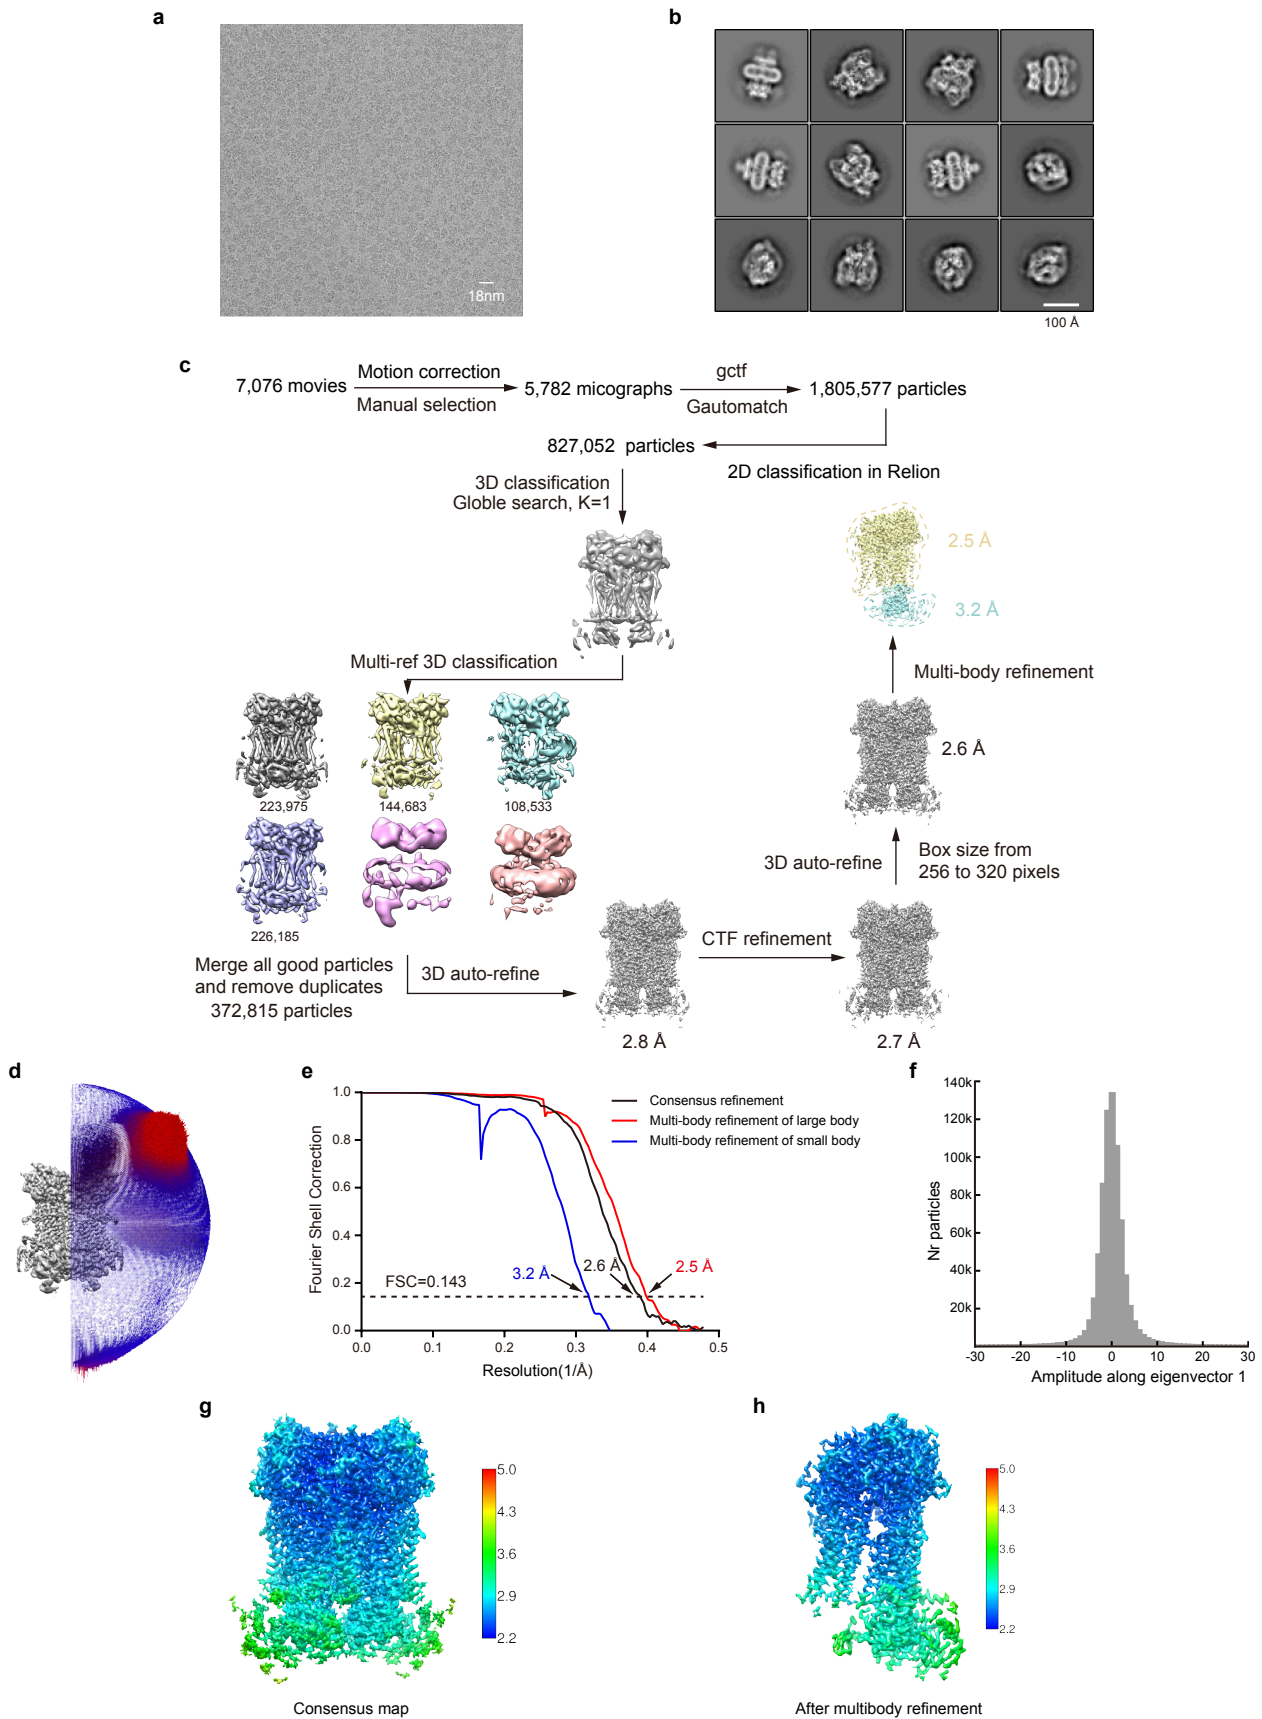 a
18nm
b
100 Å
c
7,076 movies
Motion correction
Manual selection
5,782 micographs
gctf
Gautomatch
1,805,577 particles
827,052 particles
2D classification in Relion
3D classification
Globle search, K=1
2.5 Å
3.2 Å
Multi-ref 3D classification
Multi-body refinement
223,975
144,683
108,533
2.6 Å
3D auto-refine
Box size from
256 to 320 pixels
226,185
Merge all good particles
and remove duplicates
372,815 particles
3D auto-refine
CTF refinement
2.8 Å
2.7 Å
d
e
1.0
0.8
0.6
0.4
0.2
0.0
Fourier Shell Correction
Consensus refinement
Multi-body refinement of large body
Multi-body refinement of small body
FSC=0.143
3.2 Å
2.6 Å
2.5 Å
0.0
0.1
0.2
0.3
0.4
0.5
Resolution(1/Å)
f
140k
120k
100k
80k
60k
40k
20k
Nr particles
-30
-20
-10
0
10
20
30
Amplitude along eigenvector 1
g
5.0
4.3
3.6
2.9
2.2
Consensus map
h
5.0
4.3
3.6
2.9
2.2
After multibody refinement